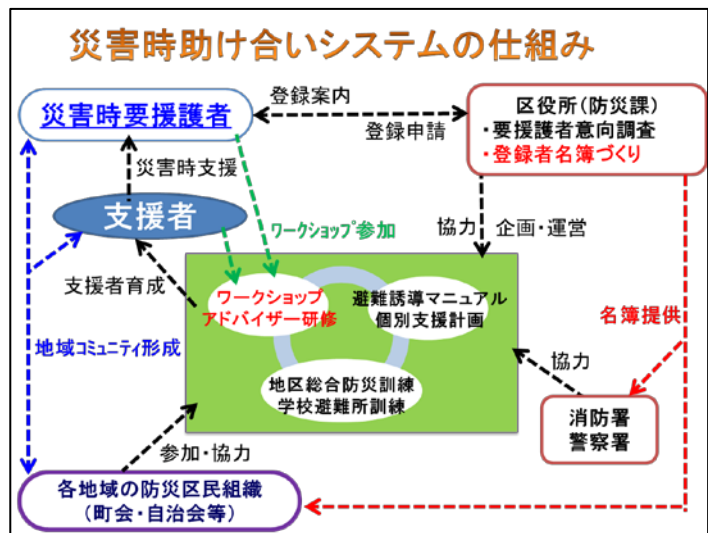 災害時助け合いシステムの仕組み
災害時要援護者
登録案内
登録申請
区役所(防災課)
・要援護者意向調査
・登録者名簿づくり
災害時支援
支援者
ワークショップ参加
協力
企画・運営
支援者育成
ワークショップ
アドバイザー研修
避難誘導マニュアル
個別支援計画
名簿提供
地域コミュニティ形成
地区総合防災訓練
学校避難所訓練
協力
消防署
警察署
参加・協力
各地域の防災区民組織
(町会・自治会等)